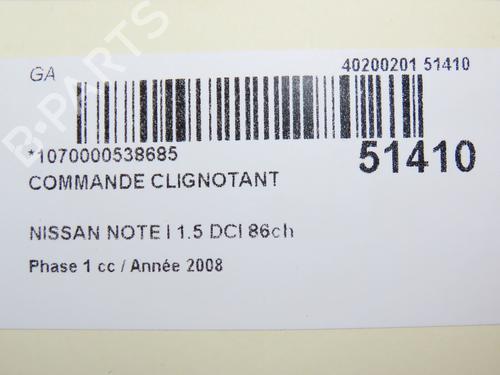 GA
40200201 51410
*1070000538685
51410
COMMANDE CLIGNOTANT
NISSAN NOTE I 1.5 DCI 86ch
Phase 1 cc / Année 2008
B-PARTS